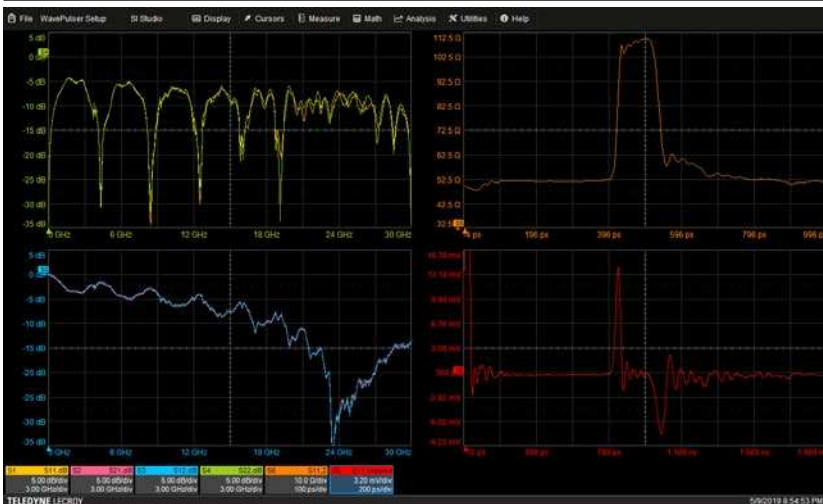 File WavePulser Setup SI Studio Display Cursors Measure Math Analysis Utilities Help
5 dB
0 dB
-5 dB
-10 dB
-15 dB
-20 dB
-25 dB
-30 dB
-35 dB
0 GHz 6 GHz 12 GHz 18 GHz 24 GHz 30 GHz
112.5 Ω
102.5 Ω
92.5 Ω
82.5 Ω
72.5 Ω
62.5 Ω
52.5 Ω
42.5 Ω
32.5
196 ps 396 ps 596 ps 796 ps 996 ps
5 dB
-5 dB
-10 dB
-15 dB
-20 dB
-25 dB
-30 dB
-35 dB
0 GHz 6 GHz 12 GHz 18 GHz 24 GHz 30 GHz
S1 S11.dB S2 S21.dB S3 S12.dB S4 S22.dB
5.00 dB/div 5.00 dB/div 5.00 dB/div 5.00 dB/div 10.0 Ω/div 3.20 mV/div
3.00 GHz/div 3.00 GHz/div 3.00 GHz/div 3.00 GHz/div 100 ps/div 200 ps/div
TELEDYNE LECROY 5/9/2019 8:54:53 PM